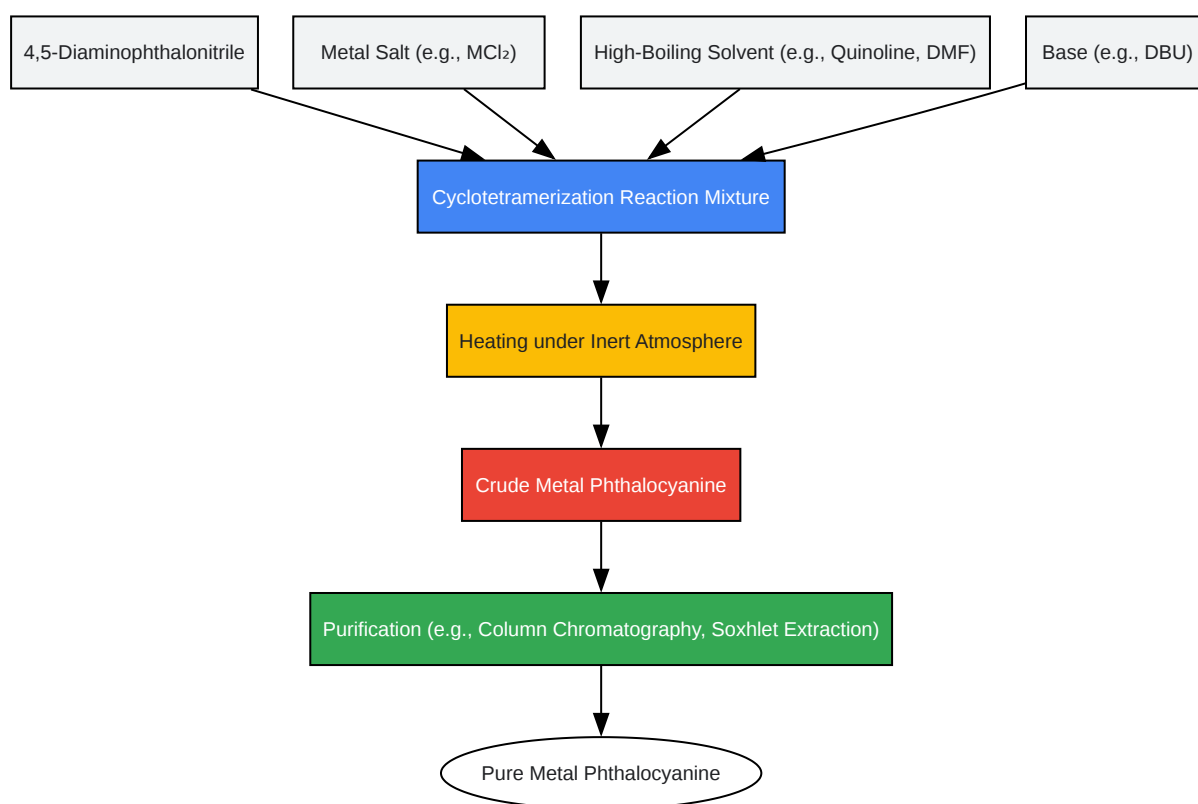 4,5-Diaminophthalonitrile
Metal Salt (e.g., MCl₂)
High-Boiling Solvent (e.g., Quinoline, DMF)
Base (e.g., DBU)
Cyclotetramerization Reaction Mixture
Heating under Inert Atmosphere
Crude Metal Phthalocyanine
Purification (e.g., Column Chromatography, Soxhlet Extraction)
Pure Metal Phthalocyanine